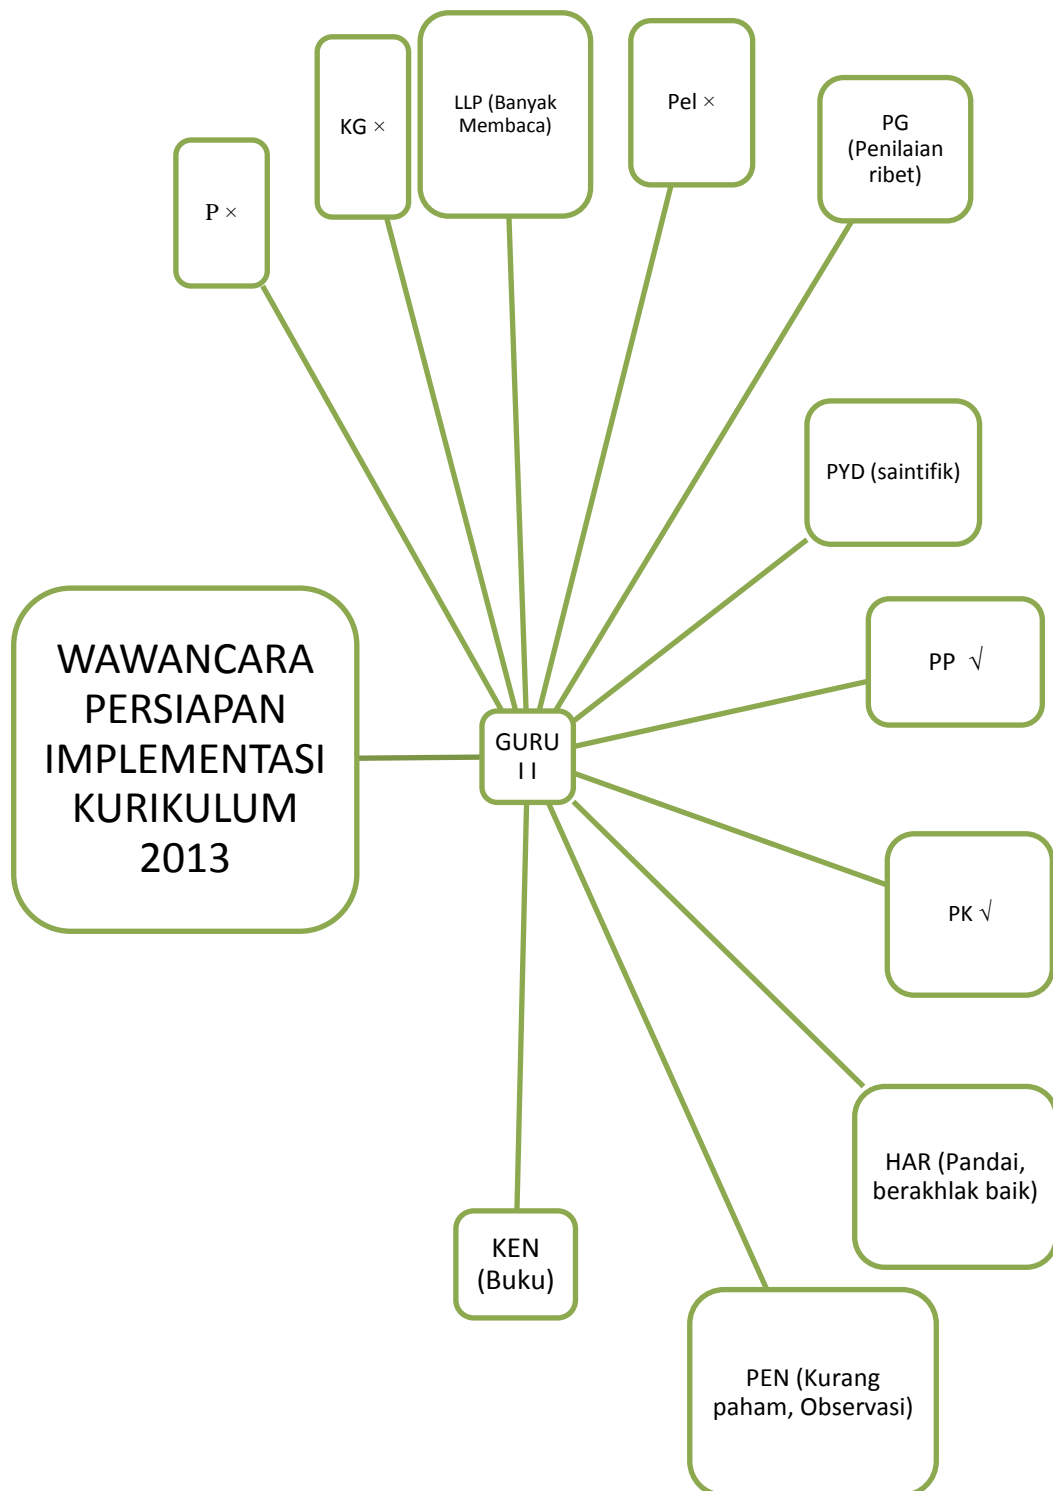 P ×
KG ×
LLP (Banyak
Membaca)
Pel ×
PG
(Penilaian
ribet)
PYD (saintifik)
PP √
PK √
HAR (Pandai,
berakhlak baik)
PEN (Kurang
paham, Observasi)
KEN
(Buku)
GURU
I I
WAWANCARA
PERSIAPAN
IMPLEMENTASI
KURIKULUM
2013